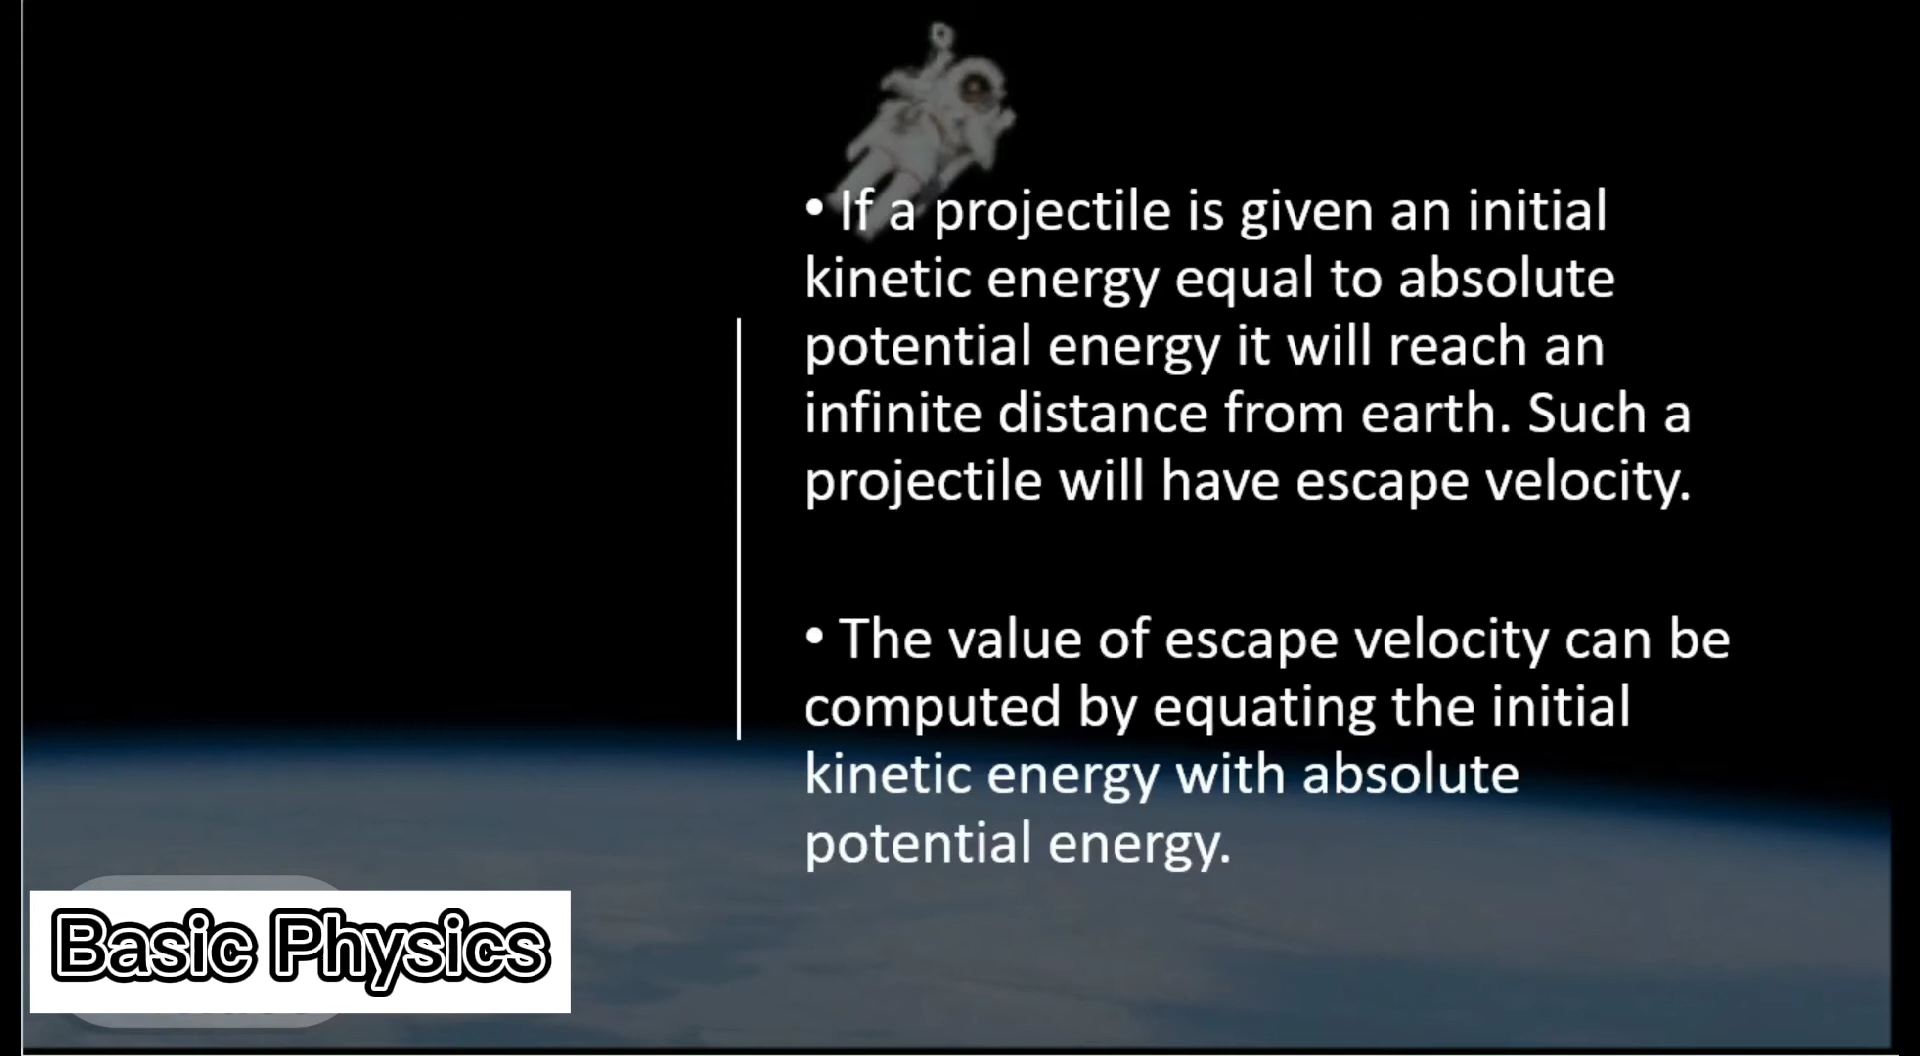 • If a projectile is given an initial
kinetic energy equal to absolute
potential energy it will reach an
infinite distance from earth. Such a
projectile will have escape velocity.
• The value of escape velocity can be
computed by equating the initial
kinetic energy with absolute
potential energy.
Basic Physics